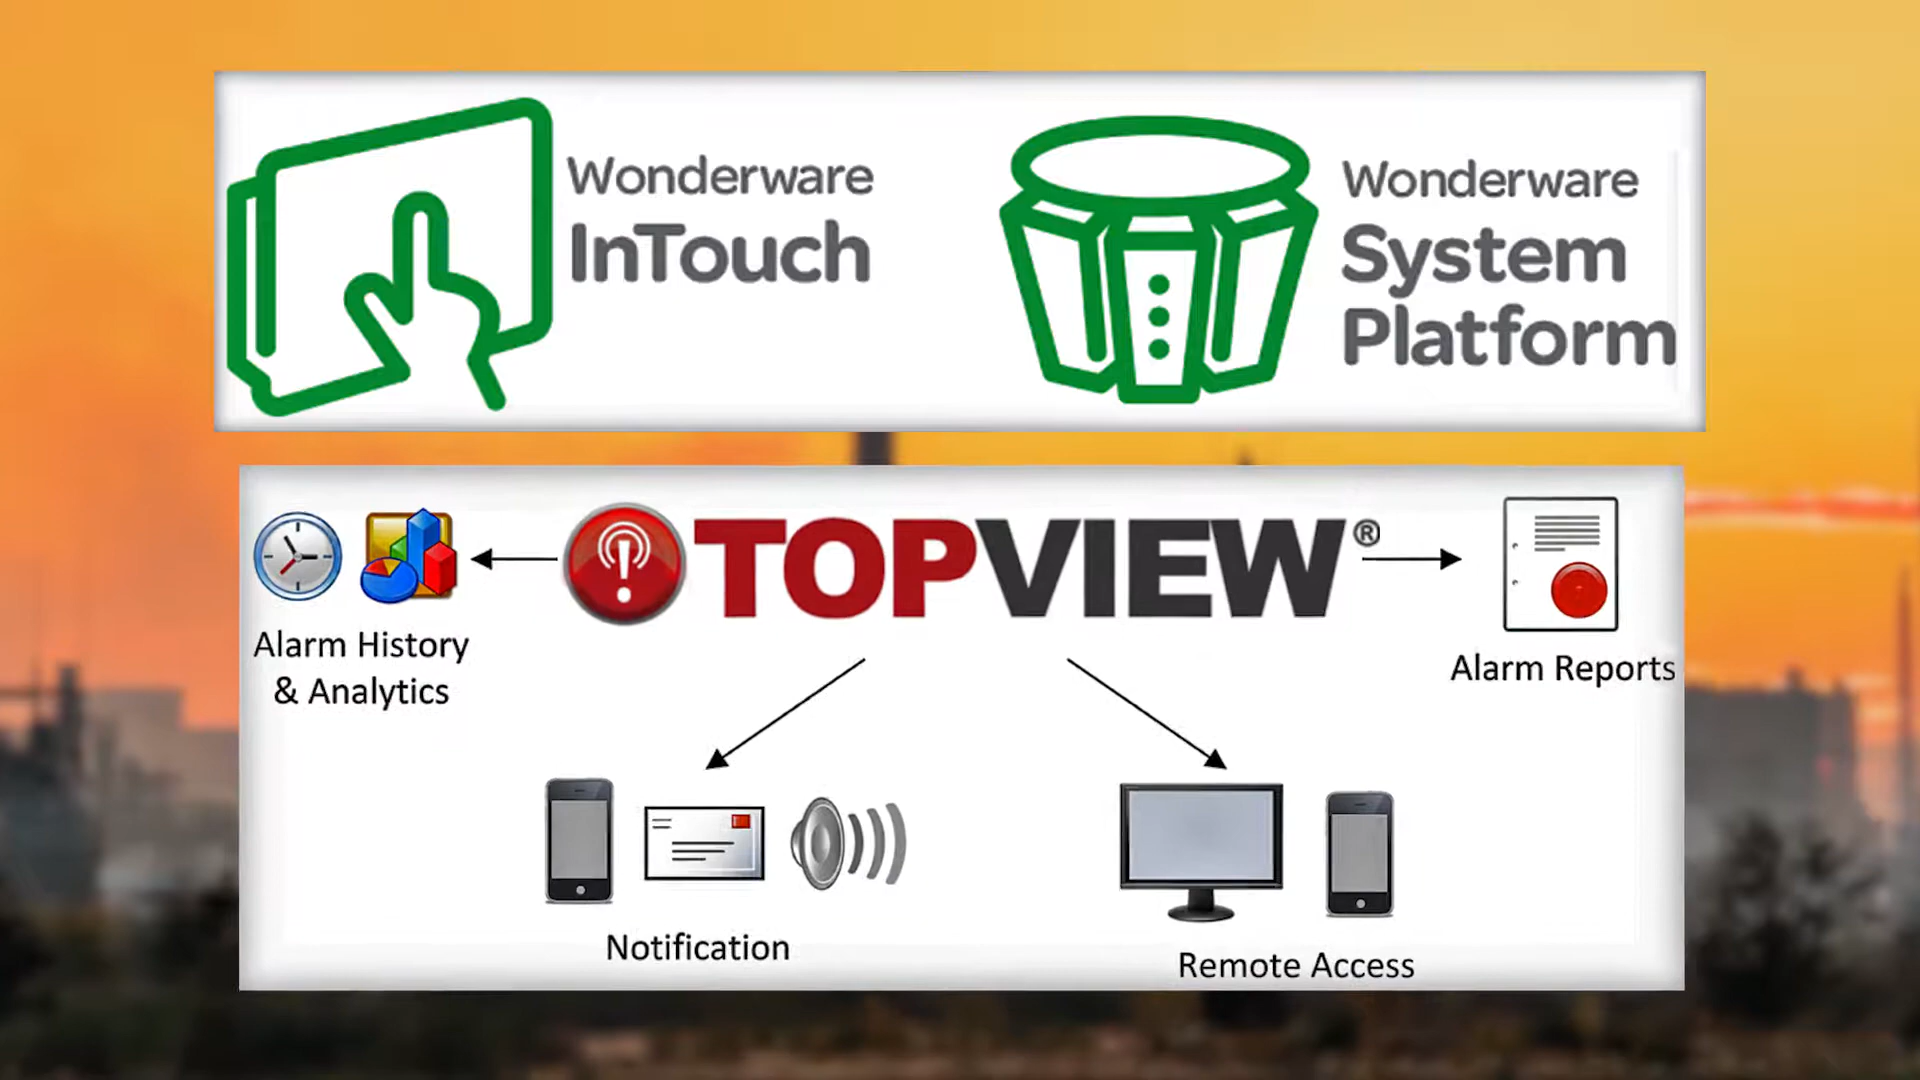 Wonderware
InTouch
Wonderware
System
Platform
TOPVIEW®
Alarm History
& Analytics
Alarm Reports
Notification
Remote Access